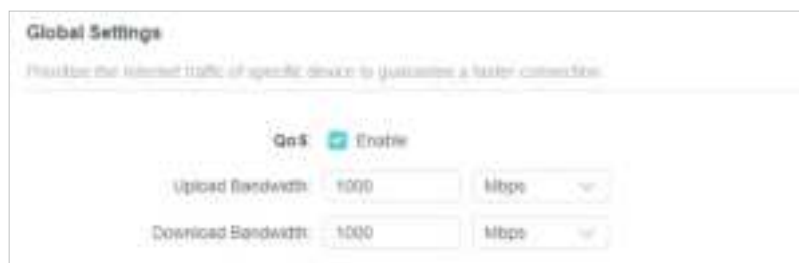 Global Settings
Prioritize the internet traffic of specific device to guarantee a faster connection.
QoS Enable
Upload Bandwidth: 1000 Mbps
Download Bandwidth: 1000 Mbps